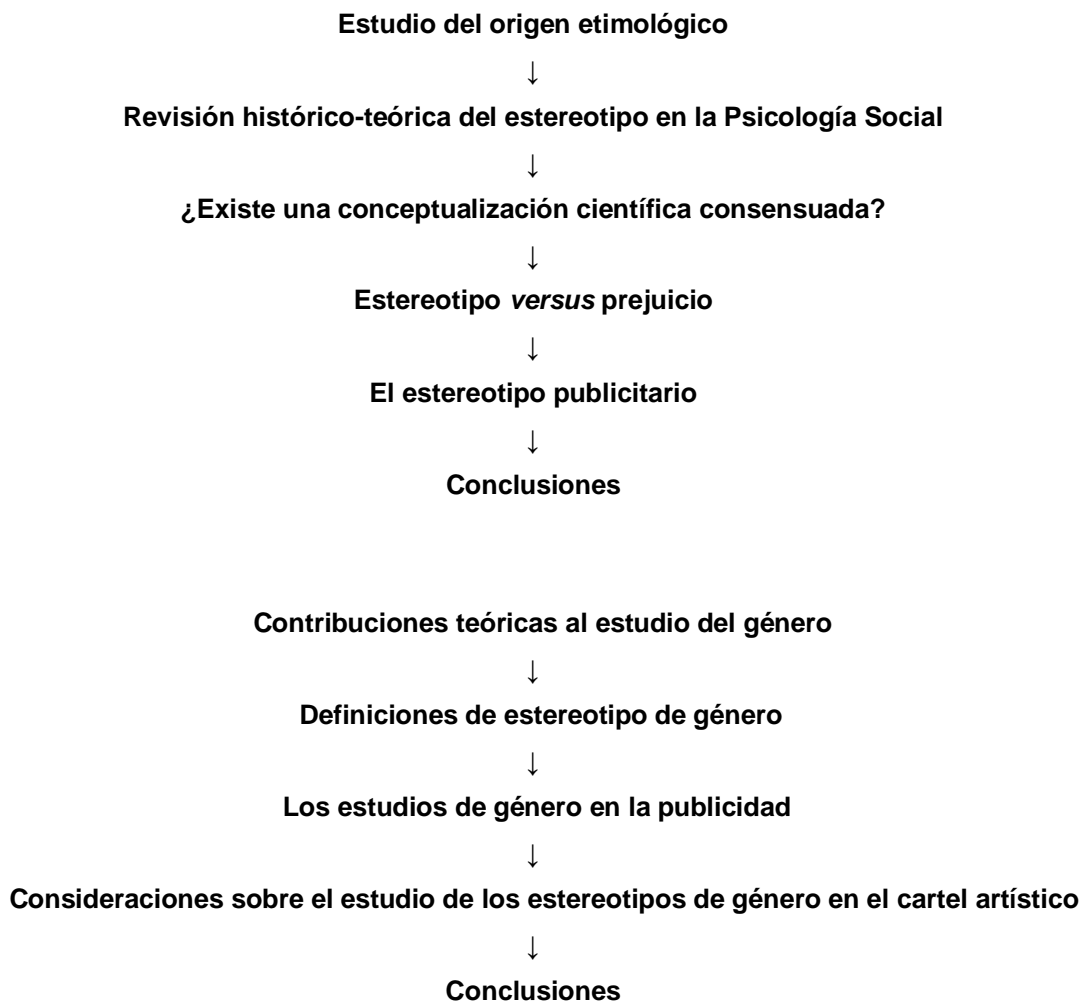 Estudio del origen etimológico
↓
Revisión histórico-teórica del estereotipo en la Psicología Social
↓
¿Existe una conceptualización científica consensuada?
↓
Estereotipo versus prejuicio
↓
El estereotipo publicitario
↓
Conclusiones
Contribuciones teóricas al estudio del género
↓
Definiciones de estereotipo de género
↓
Los estudios de género en la publicidad
↓
Consideraciones sobre el estudio de los estereotipos de género en el cartel artístico
↓
Conclusiones